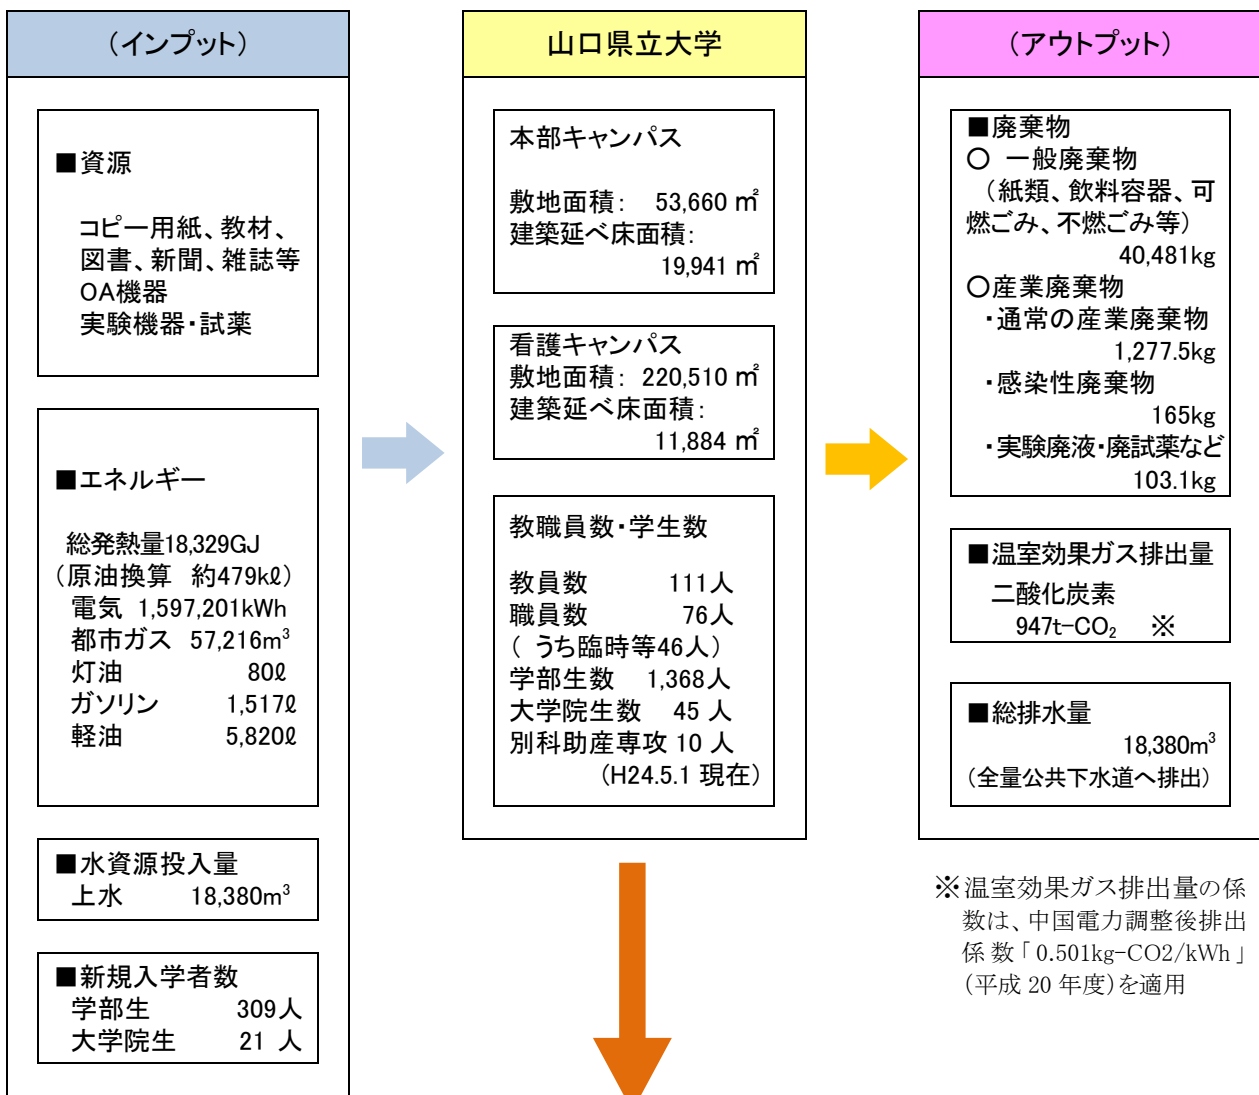 (インプット)
■資源
コピー用紙、教材、
図書、新聞、雑誌等
OA機器
実験機器・試薬
■エネルギー
総発熱量18,329GJ
(原油換算 約479kℓ)
電気 1,597,201kWh
都市ガス 57,216m³
灯油 80ℓ
ガソリン 1,517ℓ
軽油 5,820ℓ
■水資源投入量
上水 18,380m³
■新規入学者数
学部生 309人
大学院生 21 人
山口県立大学
本部キャンパス
敷地面積: 53,660 ㎡
建築延べ床面積:
19,941 ㎡
看護キャンパス
敷地面積: 220,510 ㎡
建築延べ床面積:
11,884 ㎡
教職員数・学生数
教員数 111人
職員数 76人
( うち臨時等46人)
学部生数 1,368人
大学院生数 45 人
別科助産専攻 10 人
(H24.5.1 現在)
(アウトプット)
■廃棄物
○ 一般廃棄物
(紙類、飲料容器、可
燃ごみ、不燃ごみ等)
40,481kg
○産業廃棄物
・通常の産業廃棄物
1,277.5kg
・感染性廃棄物
165kg
・実験廃液・廃試薬など
103.1kg
■温室効果ガス排出量
二酸化炭素
947t-CO₂ ※
■総排水量
18,380m³
(全量公共下水道へ排出)
※温室効果ガス排出量の係
数は、中国電力調整後排出
係数「0.501kg-CO2/kWh」
(平成 20 年度)を適用